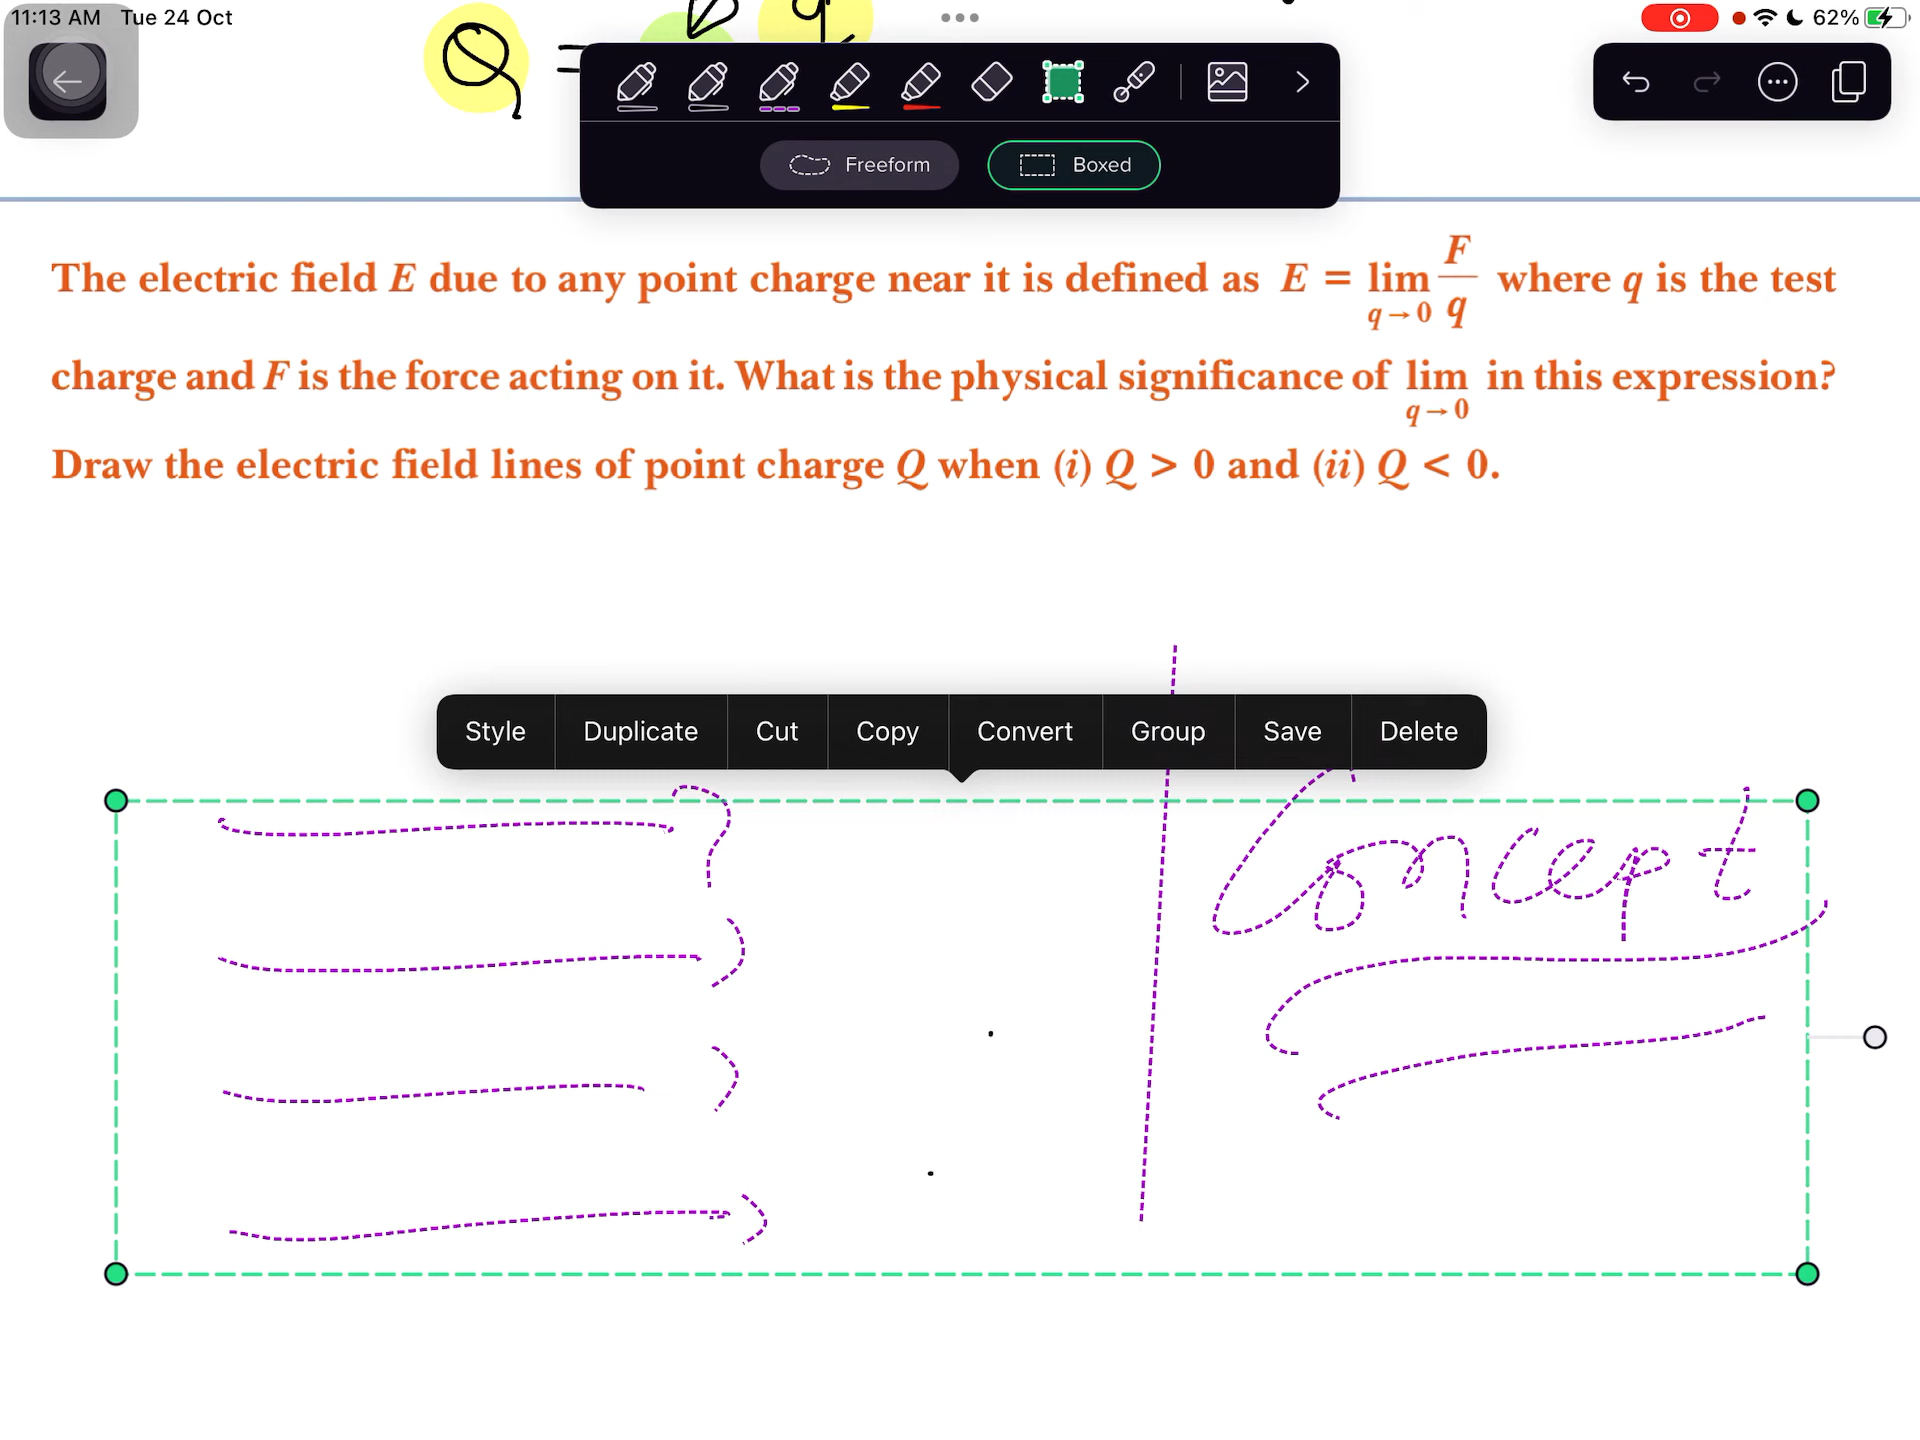 11:13 AM Tue 24 Oct
62%
Q = q
Freeform Boxed
The electric field E due to any point charge near it is defined as E = lim q→0 F/q where q is the test
charge and F is the force acting on it. What is the physical significance of lim q→0 in this expression?
Draw the electric field lines of point charge Q when (i) Q > 0 and (ii) Q < 0.
Style Duplicate Cut Copy Convert Group Save Delete
Concept